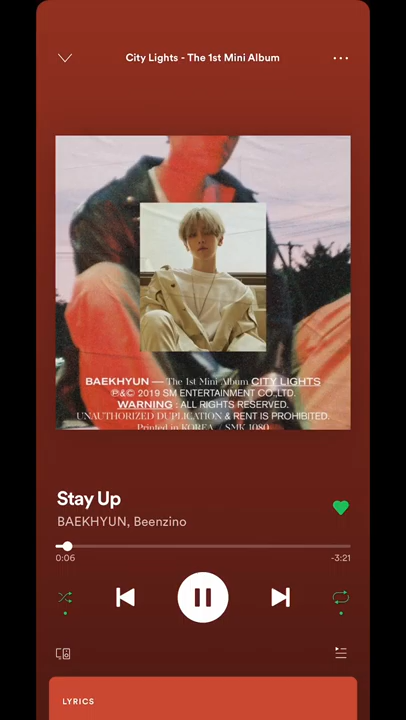 City Lights - The 1st Mini Album
BAEKHYUN — The 1st Mini Album CITY LIGHTS
℗&© 2019 SM ENTERTAINMENT CO.,LTD.
WARNING : ALL RIGHTS RESERVED.
UNAUTHORIZED DUPLICATION & RENT IS PROHIBITED.
Printed in KOREA / SMK 1080
Stay Up
BAEKHYUN, Beenzino
0:06
-3:21
LYRICS